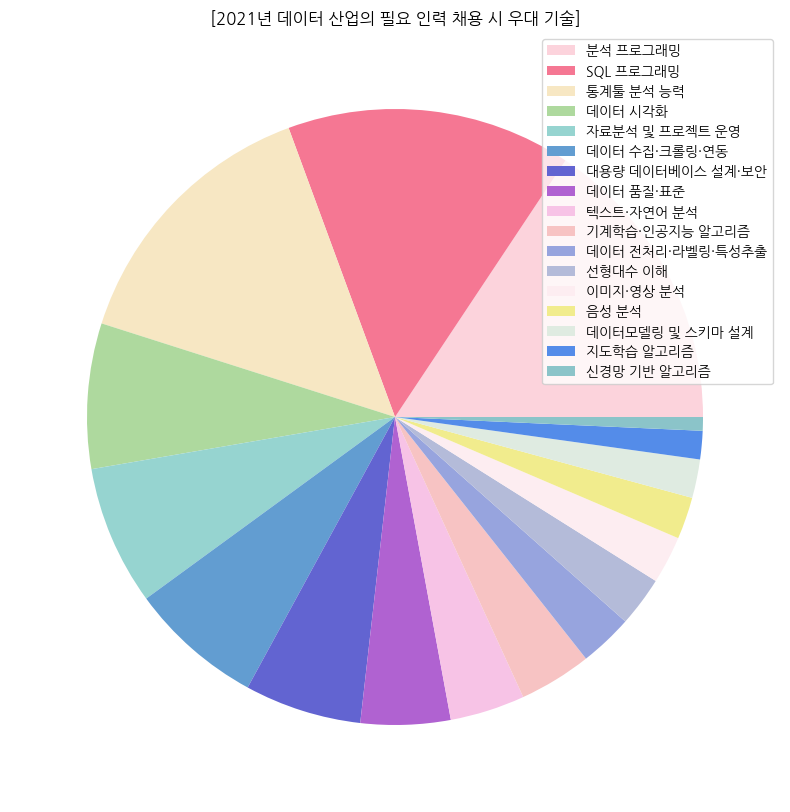 [2021년 데이터 산업의 필요 인력 채용 시 우대 기술]
분석 프로그래밍
SQL 프로그래밍
통계툴 분석 능력
데이터 시각화
자료분석 및 프로젝트 운영
데이터 수집·크롤링·연동
대용량 데이터베이스 설계·보안
데이터 품질·표준
텍스트·자연어 분석
기계학습·인공지능 알고리즘
데이터 전처리·라벨링·특성추출
선형대수 이해
이미지·영상 분석
음성 분석
데이터모델링 및 스키마 설계
지도학습 알고리즘
신경망 기반 알고리즘